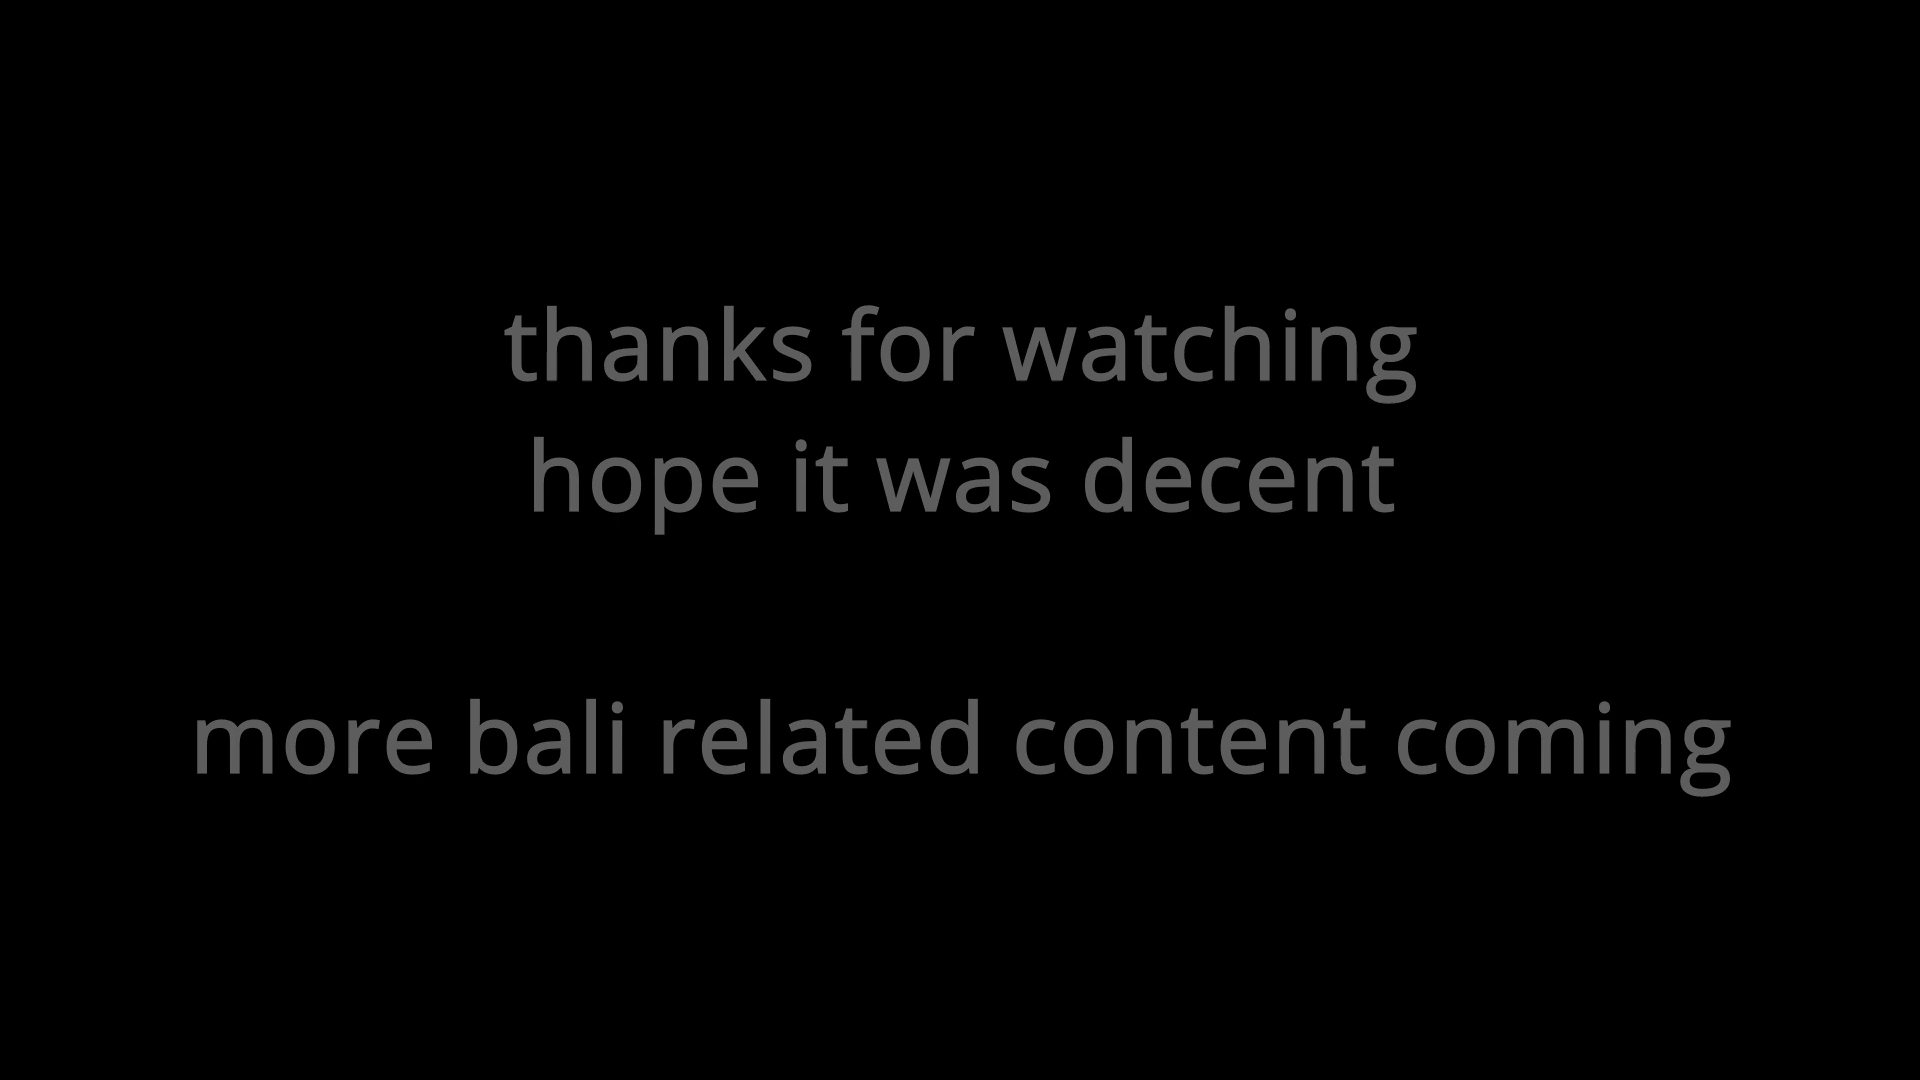 thanks for watching
hope it was decent
more bali related content coming